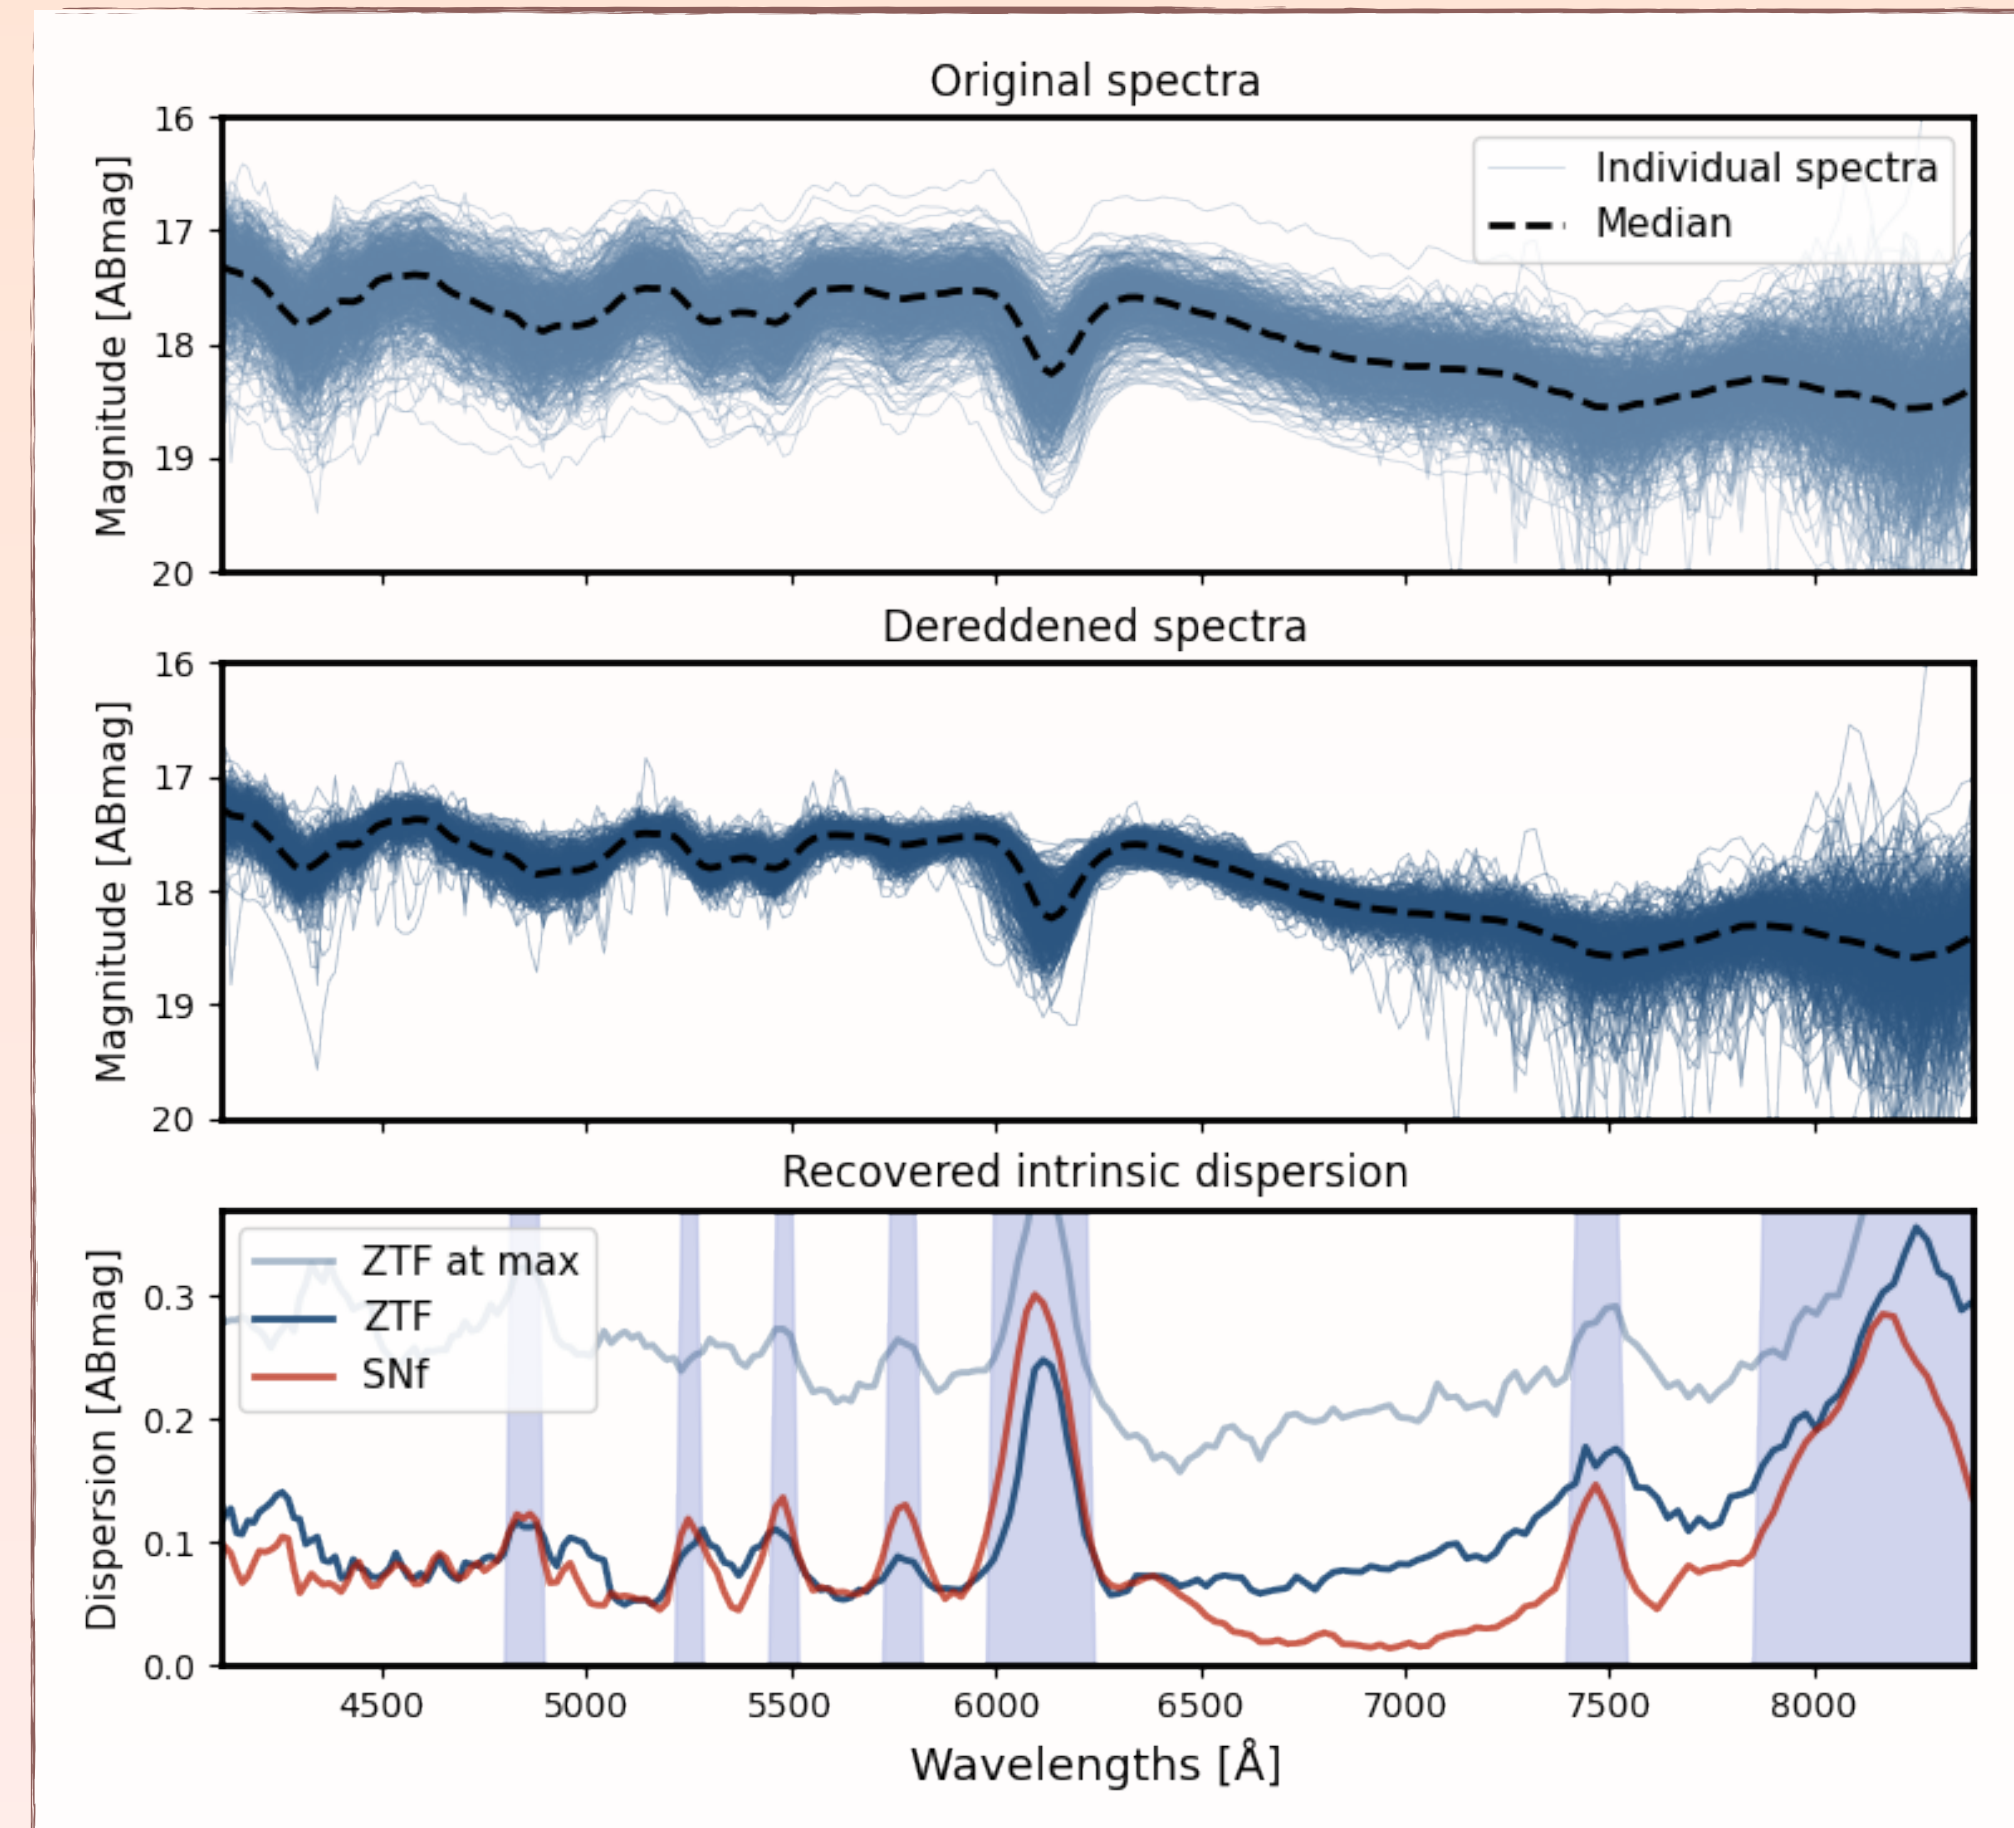 Original spectra
16
17
18
19
20
Magnitude [ABmag]
Individual spectra
Median
Dereddened spectra
16
17
18
19
20
Magnitude [ABmag]
Recovered intrinsic dispersion
0.3
0.2
0.1
0.0
Dispersion [ABmag]
ZTF at max
ZTF
SNf
4500 5000 5500 6000 6500 7000 7500 8000
Wavelengths [Å]